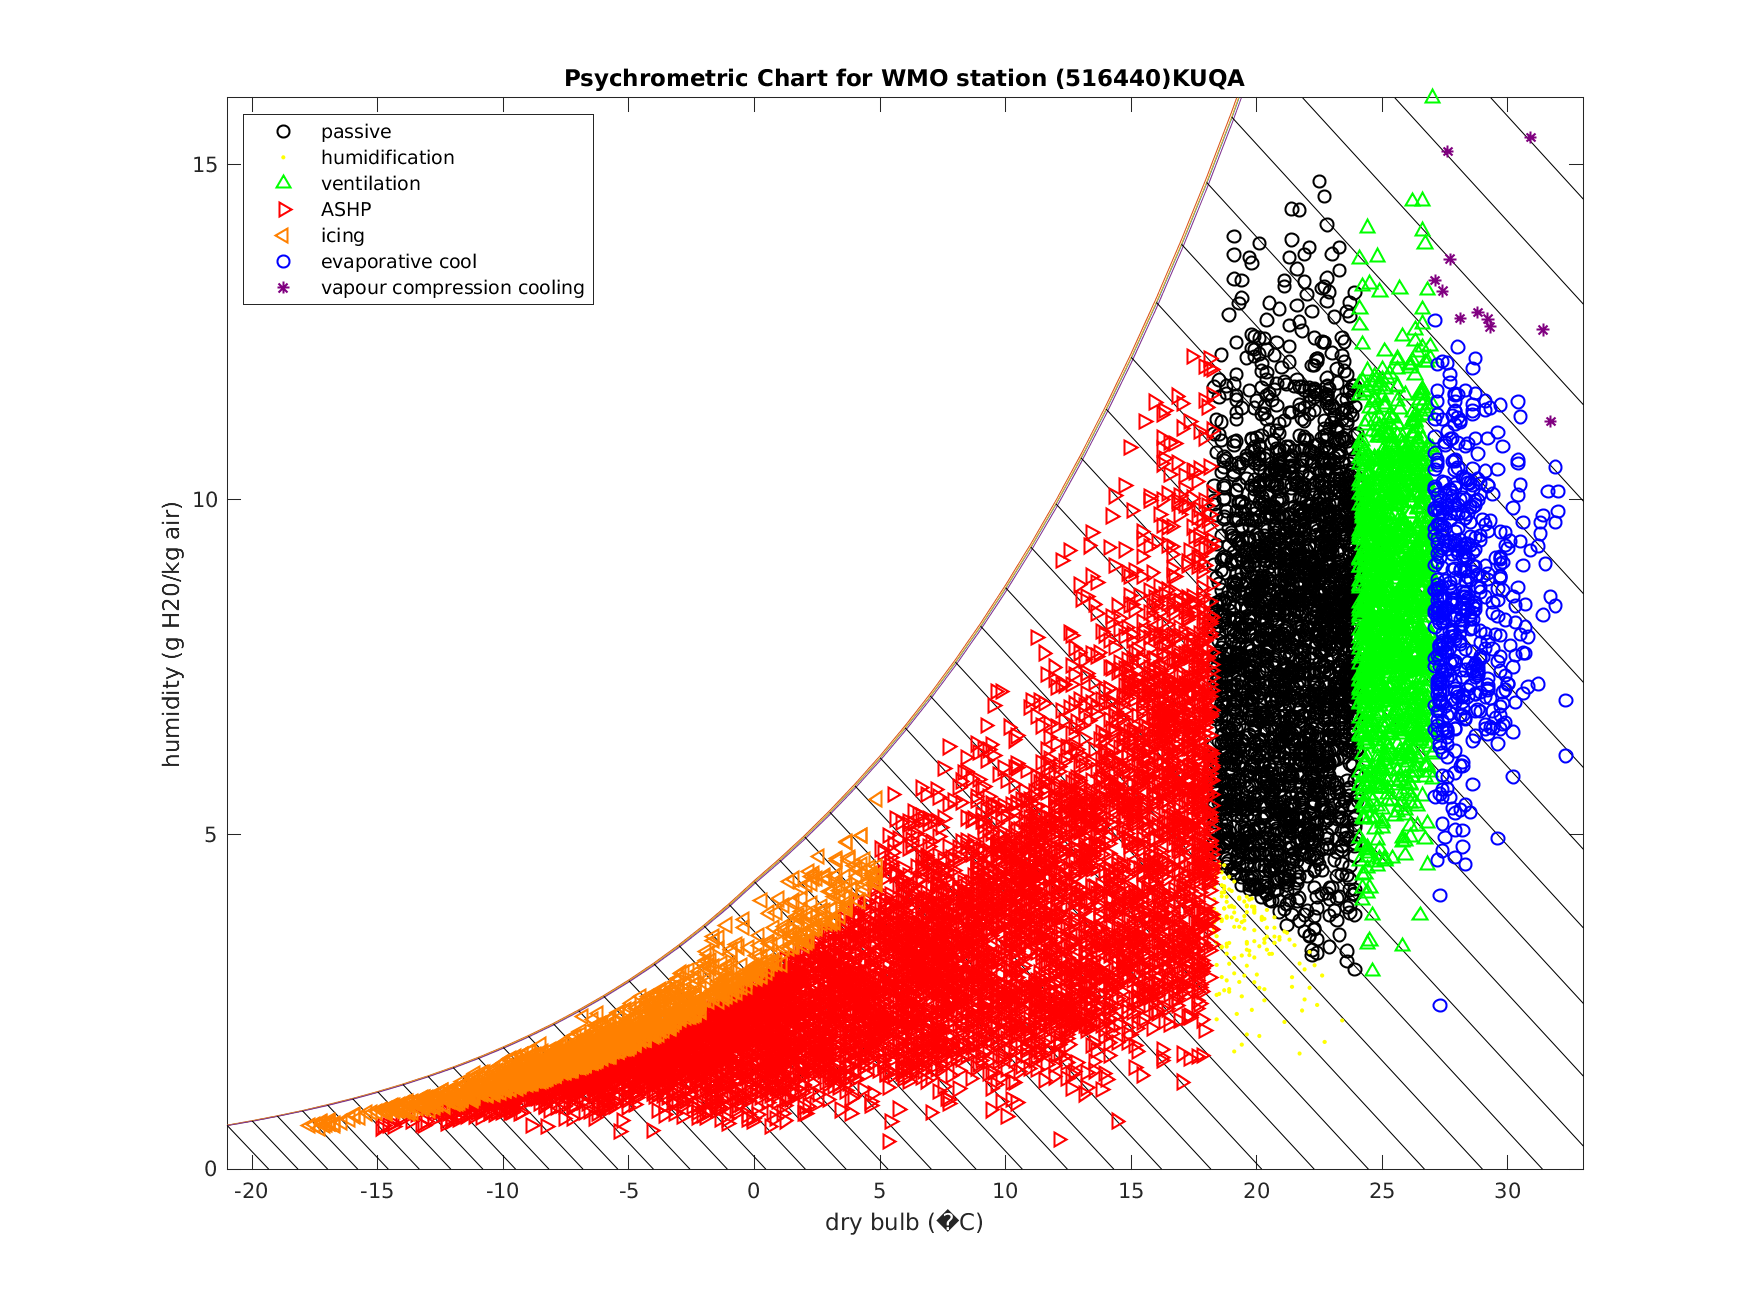 Psychrometric Chart for WMO station (516440)KUQA
passive
humidification
ventilation
ASHP
icing
evaporative cool
vapour compression cooling
humidity (g H20/kg air)
15
10
5
0
-20 -15 -10 -5 0 5 10 15 20 25 30
dry bulb (�C)